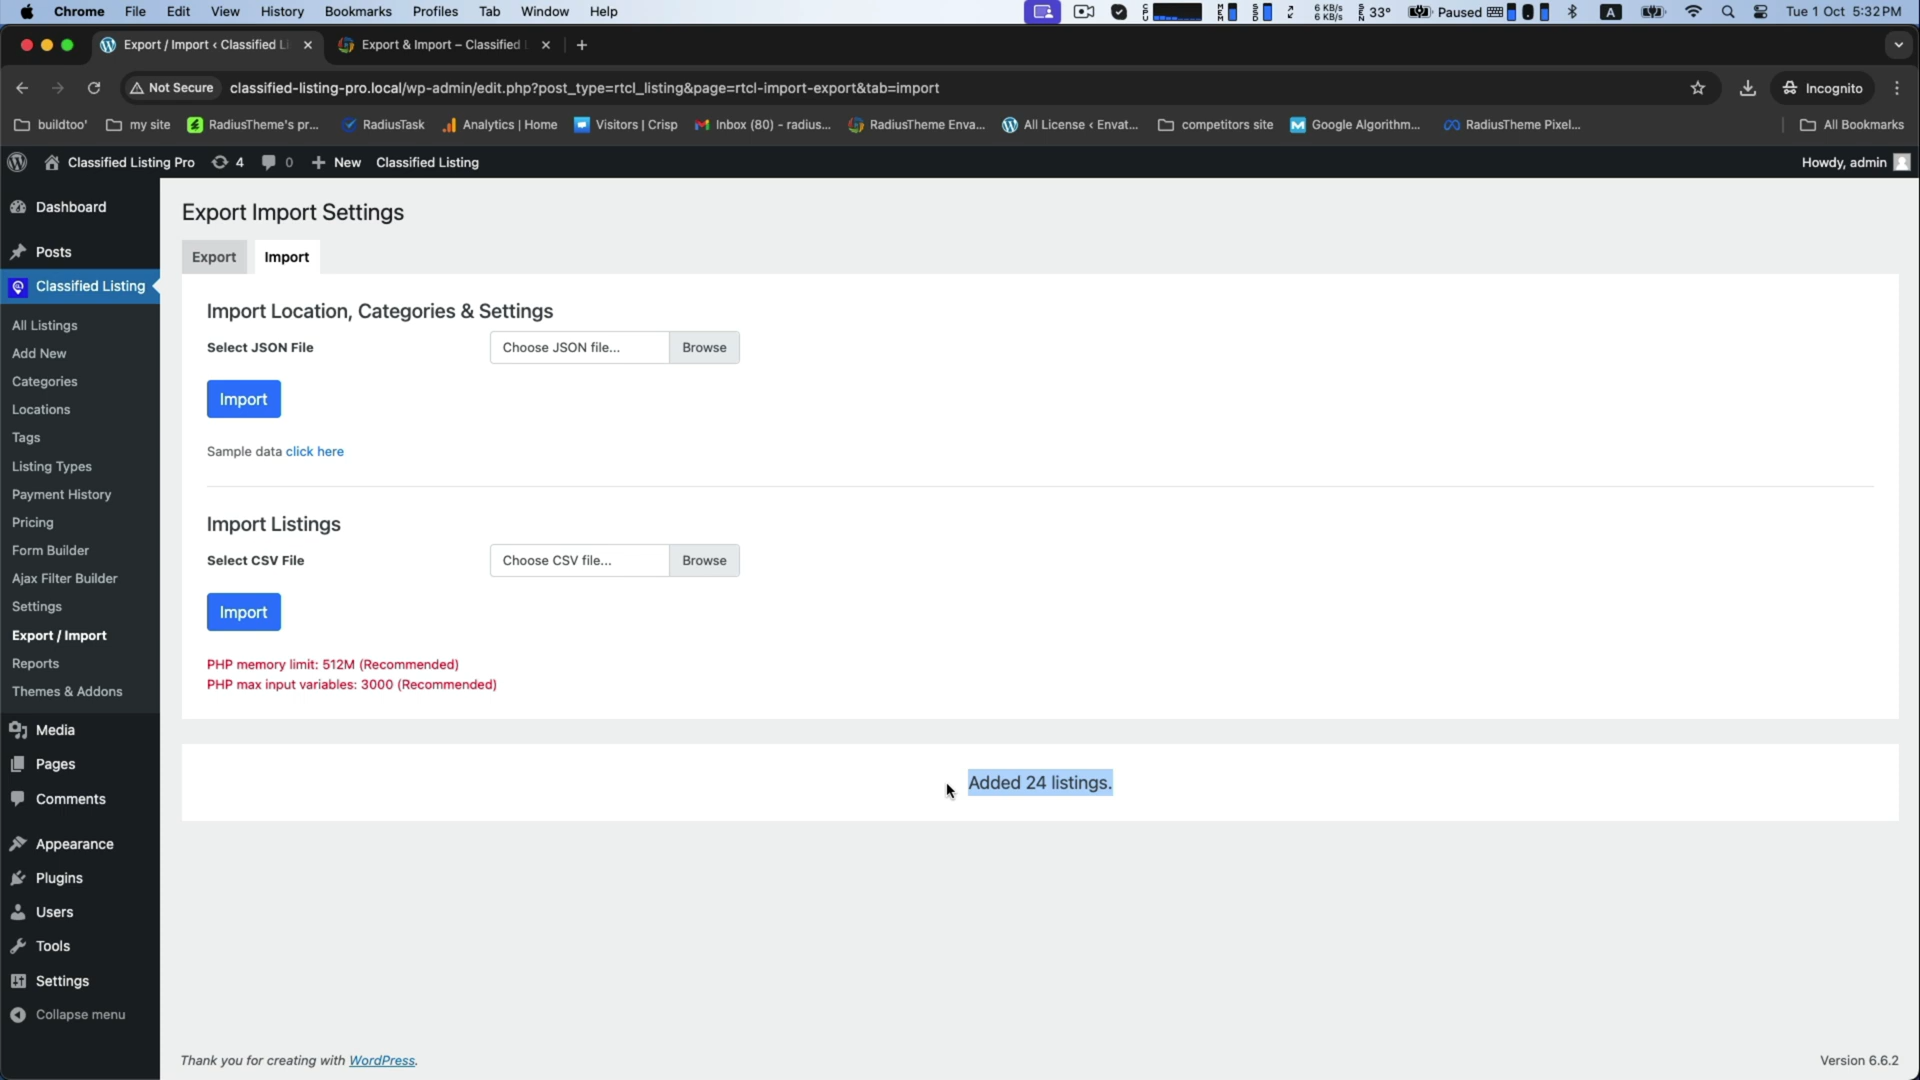 Chrome File Edit View History Bookmarks Profiles Tab Window Help 6 KB/s 6 KB/s 33° Paused A Tue 1 Oct 5:32 PM
Export / Import ‹ Classified Li Export & Import – Classified
Not Secure classified-listing-pro.local/wp-admin/edit.php?post_type=rtcl_listing&page=rtcl-import-export&tab=import Incognito
buildtoo' my site RadiusTheme's pr... RadiusTask Analytics | Home Visitors | Crisp Inbox (80) - radius... RadiusTheme Enva... All License ‹ Envat... competitors site Google Algorithm... RadiusTheme Pixel... All Bookmarks
Classified Listing Pro 4 0 New Classified Listing Howdy, admin
Dashboard
Posts
Classified Listing
All Listings
Add New
Categories
Locations
Tags
Listing Types
Payment History
Pricing
Form Builder
Ajax Filter Builder
Settings
Export / Import
Reports
Themes & Addons
Media
Pages
Comments
Appearance
Plugins
Users
Tools
Settings
Collapse menu
Export Import Settings
Export Import
Import Location, Categories & Settings
Select JSON File Choose JSON file... Browse
Import
Sample data click here
Import Listings
Select CSV File Choose CSV file... Browse
Import
PHP memory limit: 512M (Recommended)
PHP max input variables: 3000 (Recommended)
Added 24 listings.
Thank you for creating with WordPress. Version 6.6.2